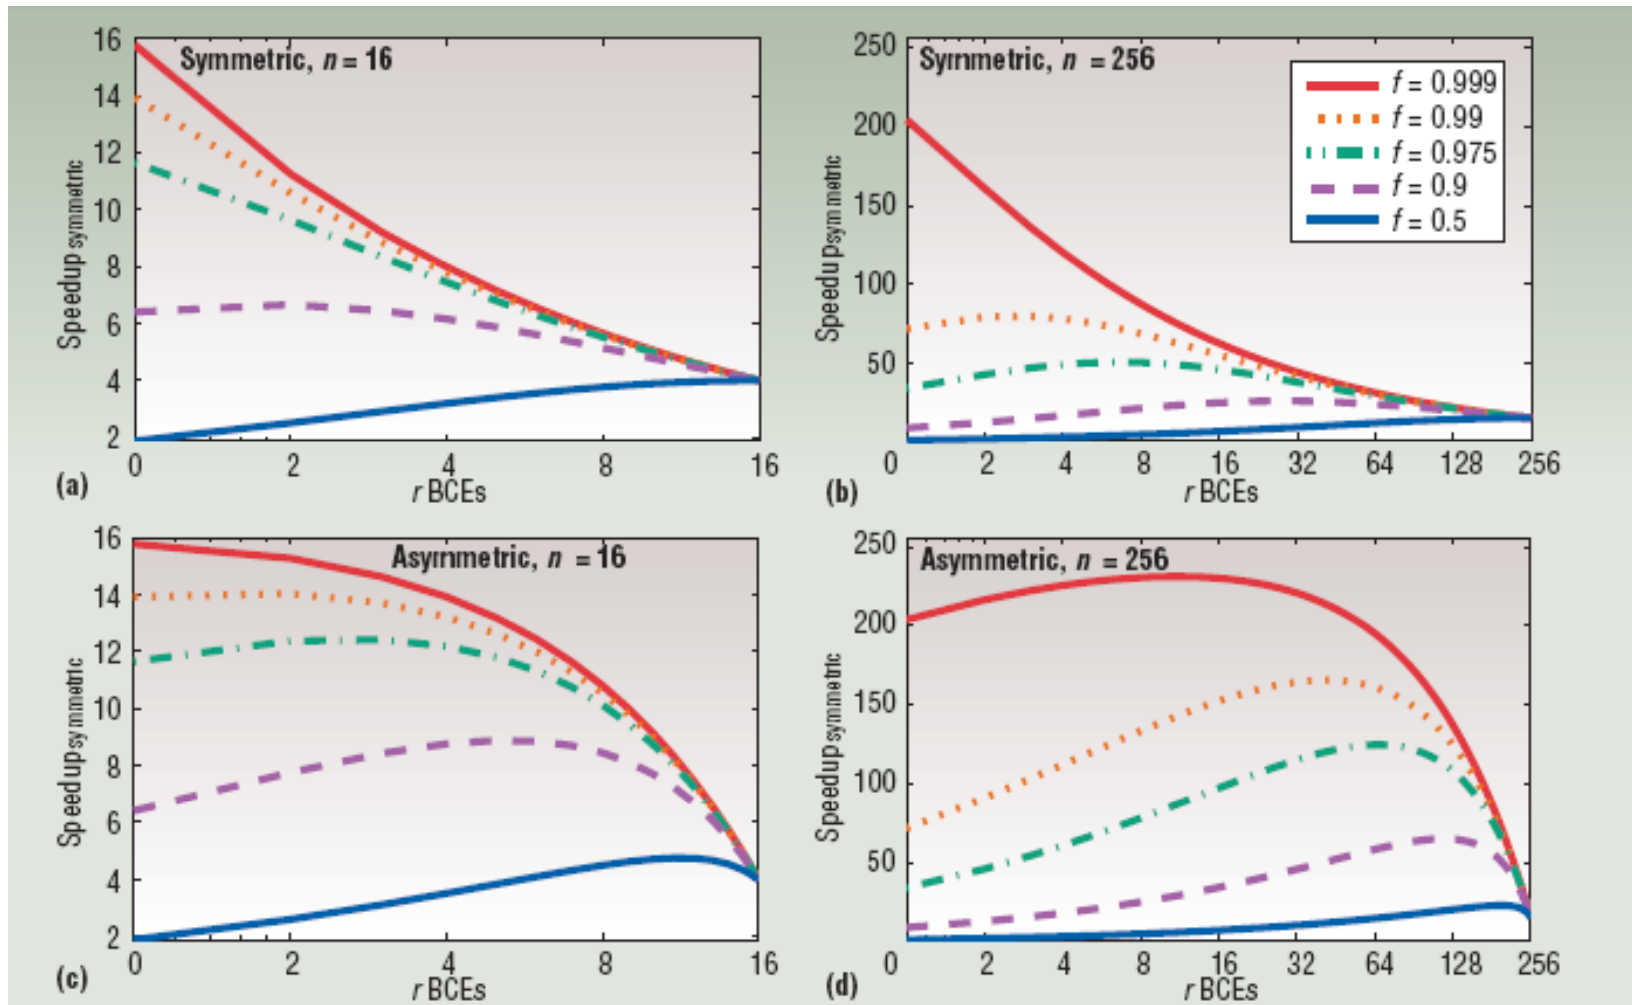 Symmetric, n = 16
16
14
12
10
8
6
4
2
Speedup symmetric
0 2 4 8 16
r BCEs
(a)
Symmetric, n = 256
250
200
150
100
50
0
Speedup symmetric
f = 0.999
f = 0.99
f = 0.975
f = 0.9
f = 0.5
2 4 8 16 32 64 128 256
r BCEs
(b)
Asymmetric, n = 16
16
14
12
10
8
6
4
2
Speedup symmetric
0 2 4 8 16
r BCEs
(c)
Asymmetric, n = 256
250
200
150
100
50
0
Speedup symmetric
2 4 8 16 32 64 128 256
r BCEs
(d)